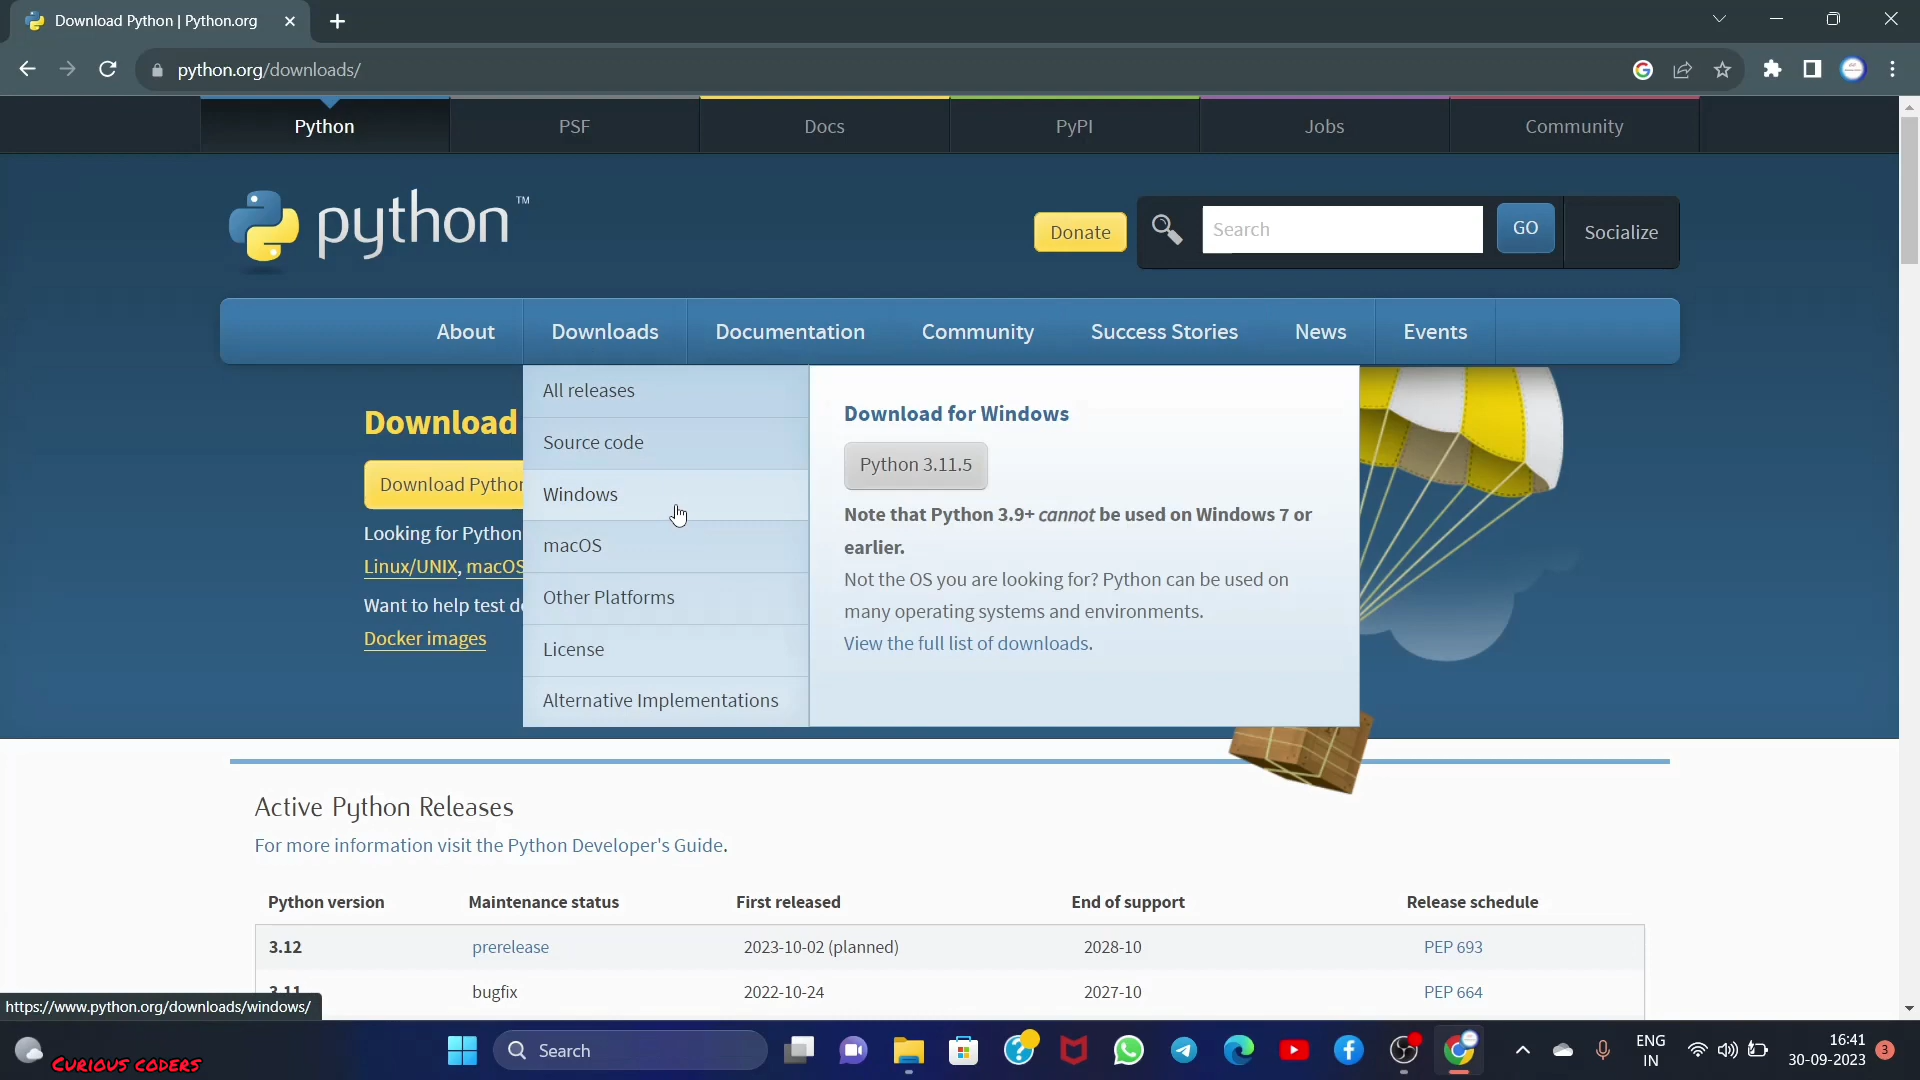 Download Python | Python.org
python.org/downloads/
Python
PSF
Docs
PyPI
Jobs
Community
python™
Donate
Search
GO
Socialize
About
Downloads
Documentation
Community
Success Stories
News
Events
Download
Download Python
Looking for Python
Linux/UNIX, macOS
Want to help test de
Docker images
All releases
Source code
Windows
macOS
Other Platforms
License
Alternative Implementations
Download for Windows
Python 3.11.5
Note that Python 3.9+ cannot be used on Windows 7 or
earlier.
Not the OS you are looking for? Python can be used on
many operating systems and environments.
View the full list of downloads.
Active Python Releases
For more information visit the Python Developer's Guide.
Python version Maintenance status First released End of support Release schedule
3.12 prerelease 2023-10-02 (planned) 2028-10 PEP 693
3.11 bugfix 2022-10-24 2027-10 PEP 664
https://www.python.org/downloads/windows/
CURIOUS CODERS
Search
ENG
IN
16:41
30-09-2023
3